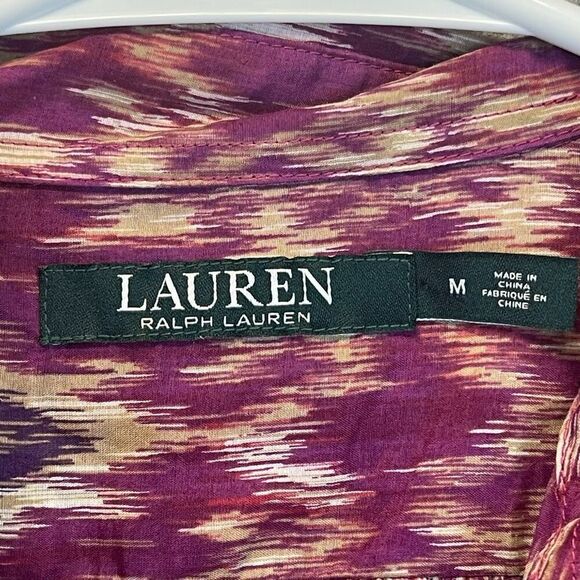 LAUREN
RALPH LAUREN
M
MADE IN
CHINA
FABRIQUÉ EN
CHINE